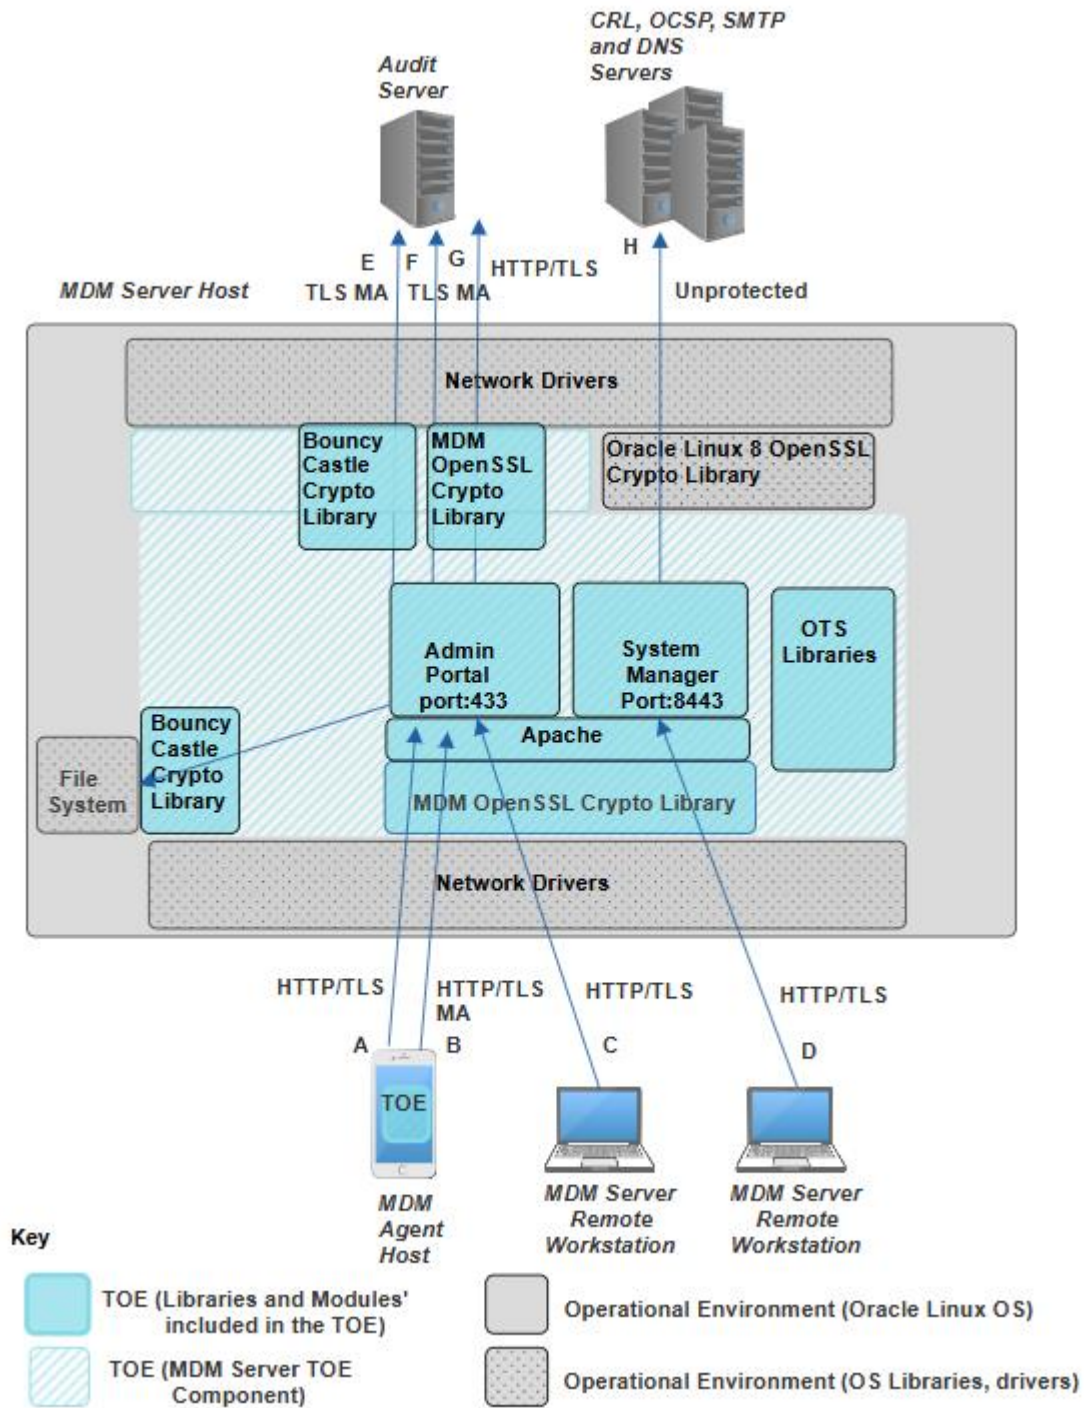 CRL, OCSP, SMTP
and DNS
Servers
Audit
Server
H
E
F
G
HTTP/TLS
TLS MA
TLS MA
Unprotected
MDM Server Host
Network Drivers
Bouncy
Castle
Crypto
Library
MDM
OpenSSL
Crypto
Library
Oracle Linux 8 OpenSSL
Crypto Library
Admin
Portal
port:433
System
Manager
Port:8443
OTS
Libraries
Bouncy
Castle
Crypto
Library
Apache
File
System
MDM OpenSSL Crypto Library
Network Drivers
HTTP/TLS
HTTP/TLS
MA
HTTP/TLS
HTTP/TLS
A
B
C
D
TOE
MDM
Agent
Host
MDM Server
Remote
Workstation
MDM Server
Remote
Workstation
Key
TOE (Libraries and Modules'
included in the TOE)
Operational Environment (Oracle Linux OS)
TOE (MDM Server TOE
Component)
Operational Environment (OS Libraries, drivers)